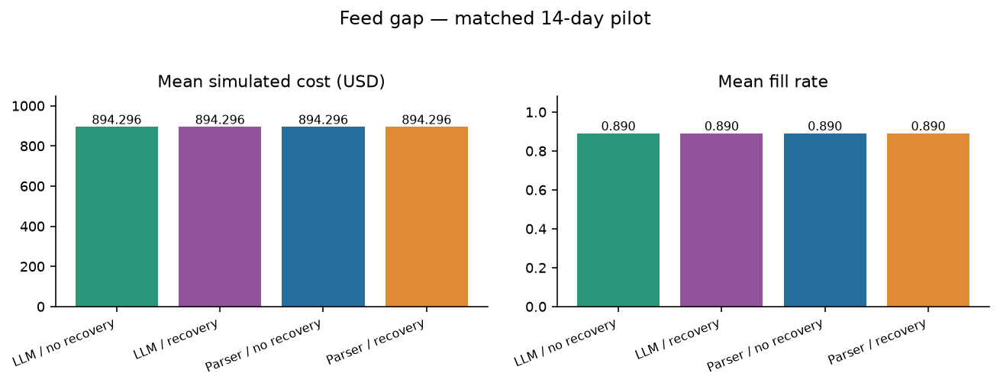 Feed gap — matched 14-day pilot
Mean simulated cost (USD)
1000
800
600
400
200
0
894.296
894.296
894.296
894.296
LLM / no recovery
LLM / recovery
Parser / no recovery
Parser / recovery
Mean fill rate
1.0
0.8
0.6
0.4
0.2
0.0
0.890
0.890
0.890
0.890
LLM / no recovery
LLM / recovery
Parser / no recovery
Parser / recovery